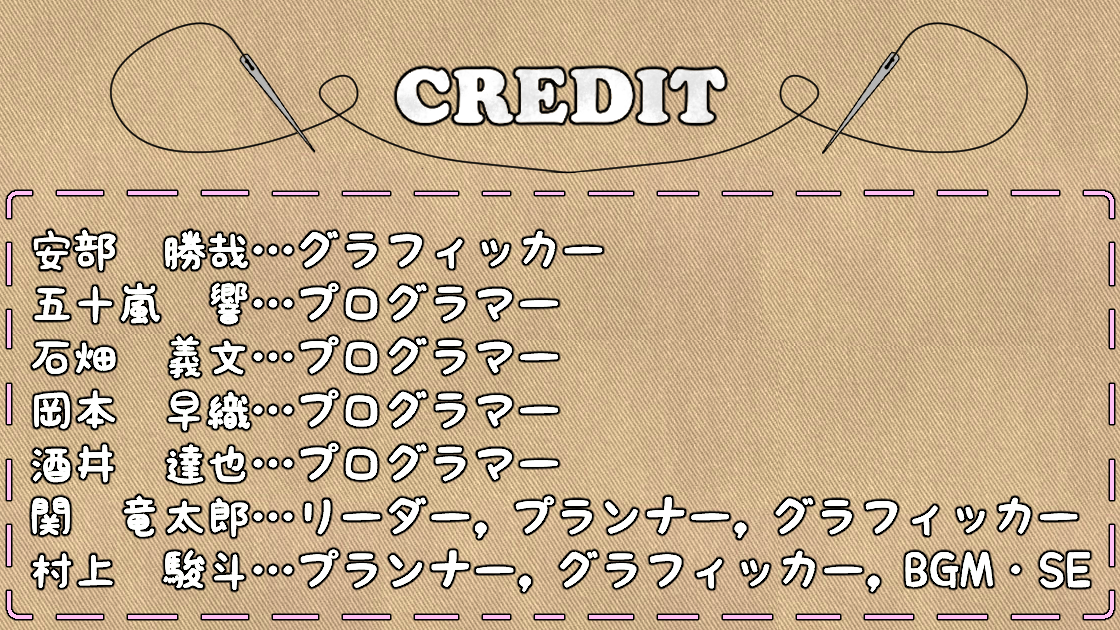 CREDIT
安部　勝哉…グラフィッカー
五十嵐　響…プログラマー
石畑　義文…プログラマー
岡本　早織…プログラマー
酒井　達也…プログラマー
関　竜太郎…リーダー，プランナー，グラフィッカー
村上　駿斗…プランナー，グラフィッカー，BGM・SE